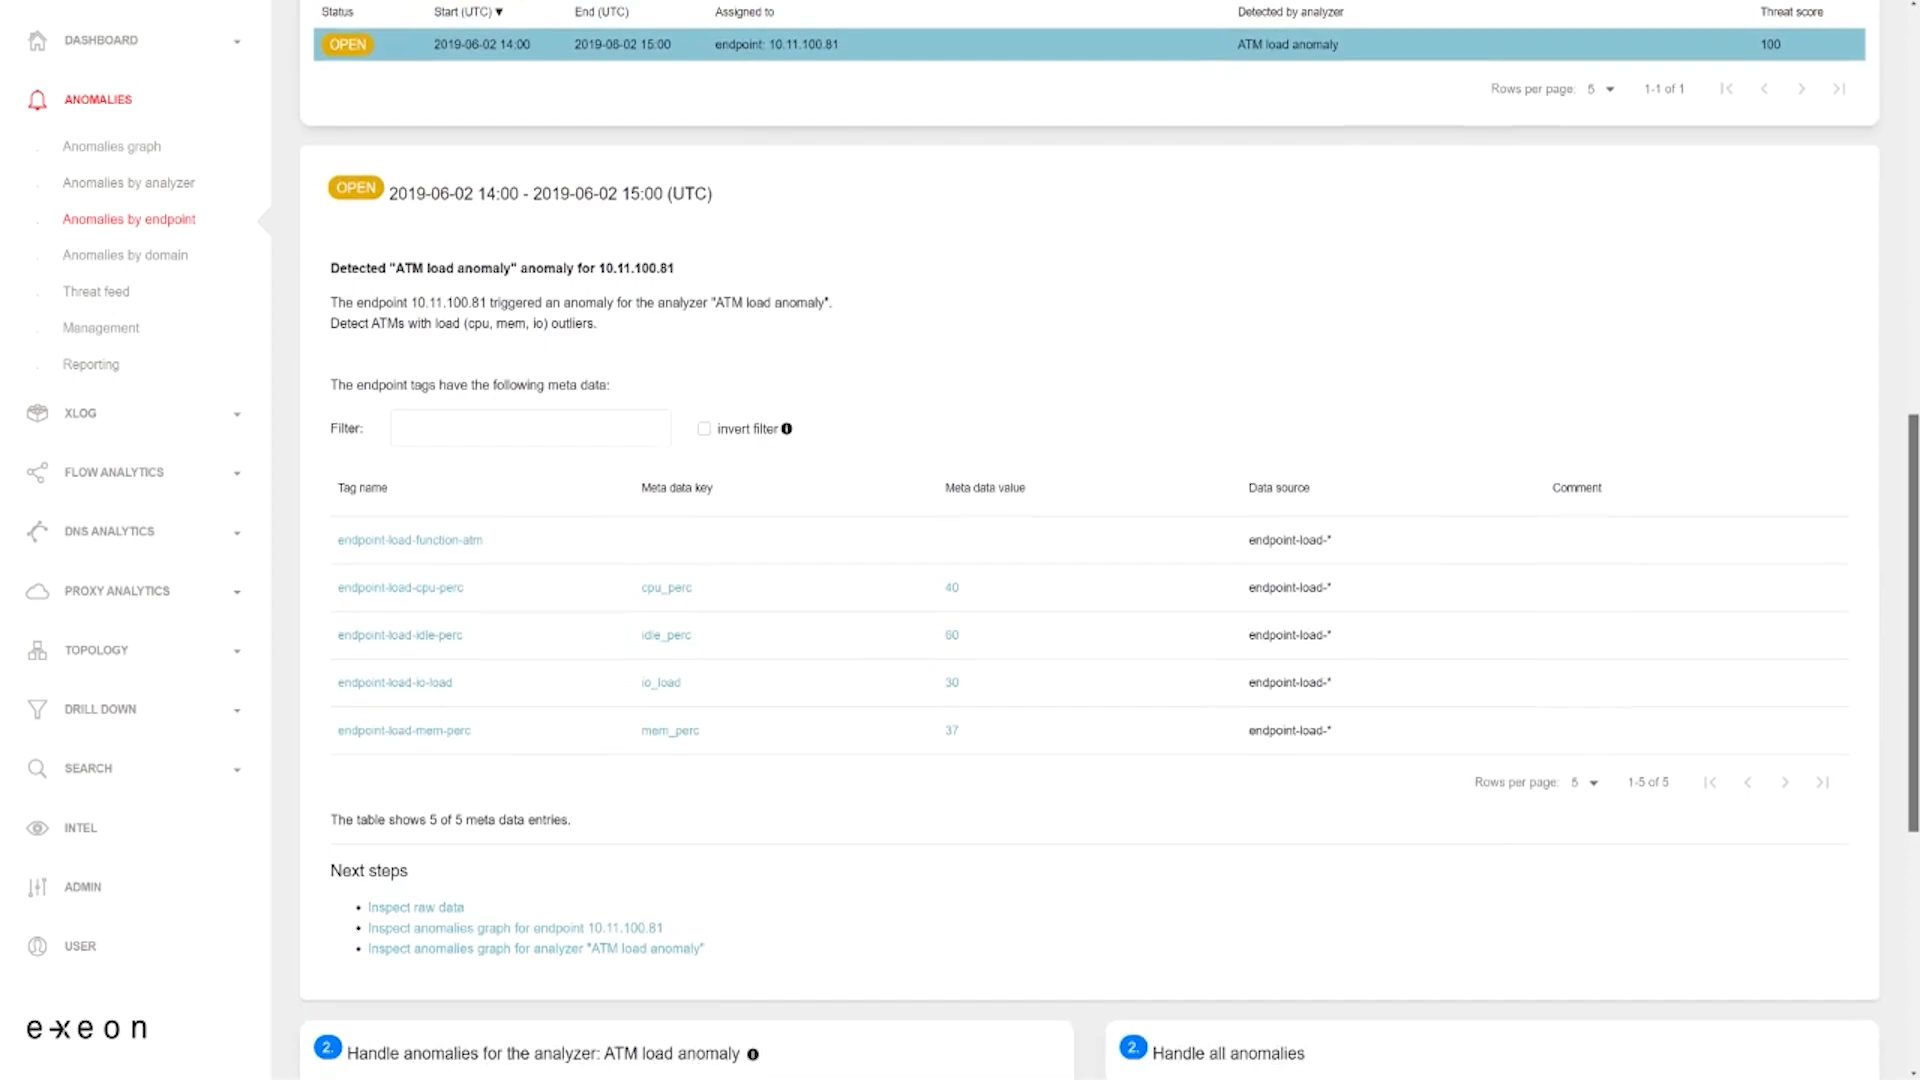 Status Start (UTC) ▼ End (UTC) Assigned to Detected by analyzer Threat score
OPEN 2019-06-02 14:00 2019-06-02 15:00 endpoint: 10.11.100.81 ATM load anomaly 100
Rows per page: 5 1-1 of 1
DASHBOARD
ANOMALIES
Anomalies graph
Anomalies by analyzer
Anomalies by endpoint
Anomalies by domain
Threat feed
Management
Reporting
XLOG
FLOW ANALYTICS
DNS ANALYTICS
PROXY ANALYTICS
TOPOLOGY
DRILL DOWN
SEARCH
INTEL
ADMIN
USER
exeon
OPEN 2019-06-02 14:00 - 2019-06-02 15:00 (UTC)
Detected "ATM load anomaly" anomaly for 10.11.100.81
The endpoint 10.11.100.81 triggered an anomaly for the analyzer "ATM load anomaly".
Detect ATMs with load (cpu, mem, io) outliers.
The endpoint tags have the following meta data:
Filter: invert filter
Tag name Meta data key Meta data value Data source Comment
endpoint-load-function-atm endpoint-load-*
endpoint-load-cpu-perc cpu_perc 40 endpoint-load-*
endpoint-load-idle-perc idle_perc 60 endpoint-load-*
endpoint-load-io-load io_load 30 endpoint-load-*
endpoint-load-mem-perc mem_perc 37 endpoint-load-*
Rows per page: 5 1-5 of 5
The table shows 5 of 5 meta data entries.
Next steps
• Inspect raw data
• Inspect anomalies graph for endpoint 10.11.100.81
• Inspect anomalies graph for analyzer "ATM load anomaly"
2. Handle anomalies for the analyzer: ATM load anomaly
2. Handle all anomalies